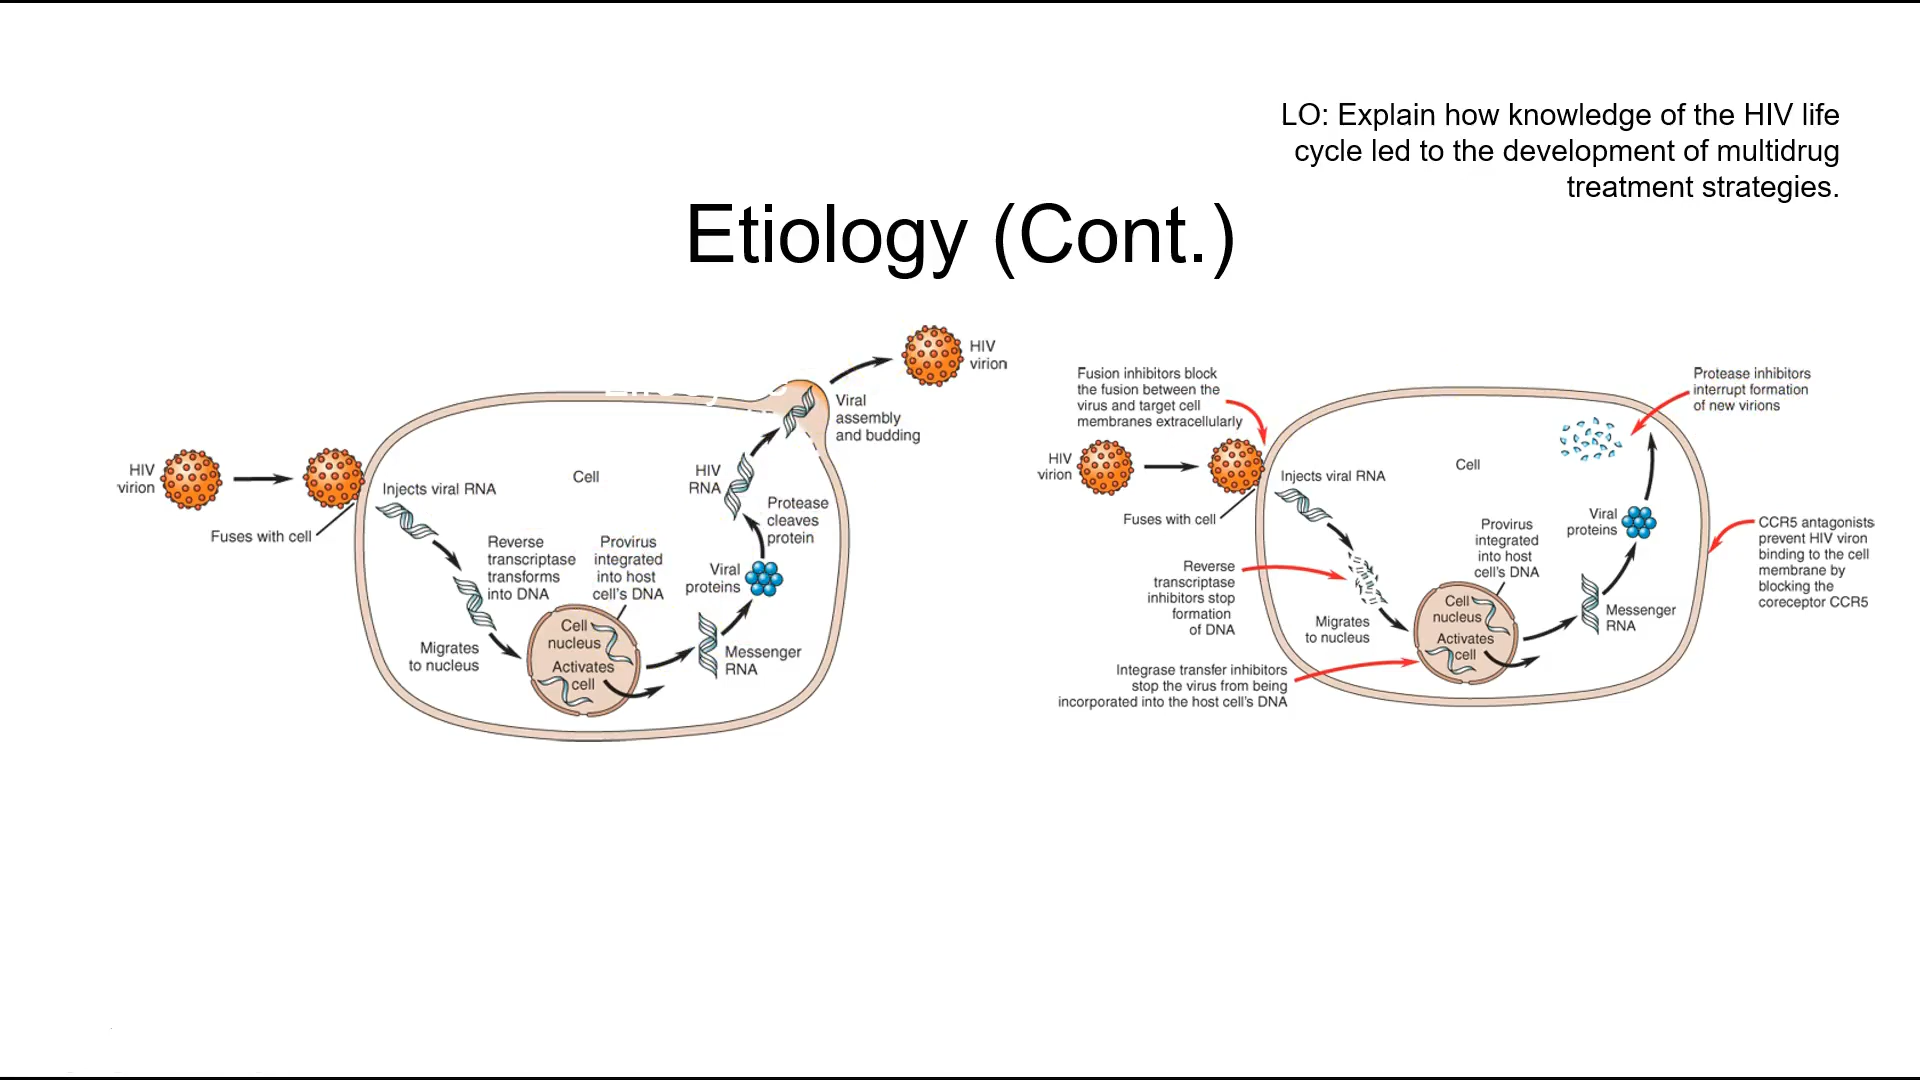 LO: Explain how knowledge of the HIV life
cycle led to the development of multidrug
treatment strategies.
Etiology (Cont.)
HIV
virion
Fuses with cell
Injects viral RNA
Cell
Reverse
transcriptase
transforms
into DNA
Migrates
to nucleus
Provirus
integrated
into host
cell's DNA
Cell
nucleus
Activates
cell
Messenger
RNA
Viral
proteins
Protease
cleaves
protein
HIV
RNA
Viral
assembly
and budding
HIV
virion
Fusion inhibitors block
the fusion between the
virus and target cell
membranes extracellularly
HIV
virion
Fuses with cell
Injects viral RNA
Cell
Reverse
transcriptase
inhibitors stop
formation
of DNA
Migrates
to nucleus
Integrase transfer inhibitors
stop the virus from being
incorporated into the host cell's DNA
Provirus
integrated
into host
cell's DNA
Cell
nucleus
Activates
cell
Messenger
RNA
Viral
proteins
Protease inhibitors
interrupt formation
of new virions
CCR5 antagonists
prevent HIV viron
binding to the cell
membrane by
blocking the
coreceptor CCR5